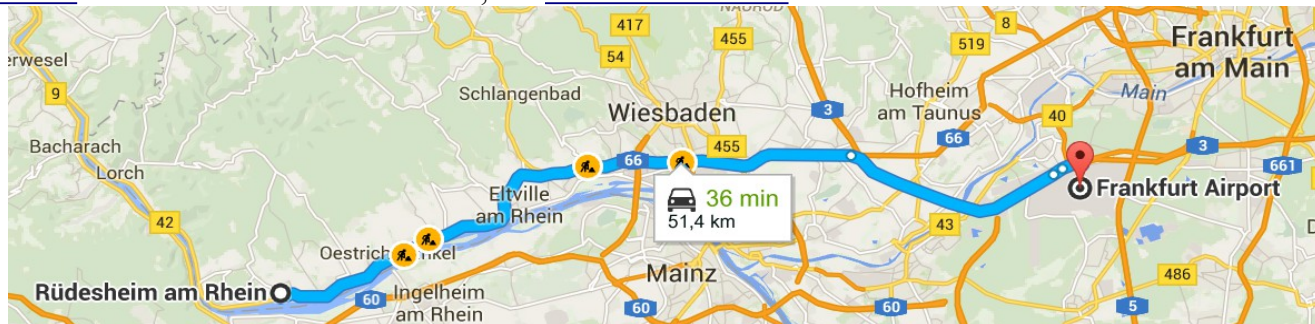 417
455
NAUROD
519
8
Frankfurt
am Main
54
erwesel
9
Schlangenbad
Wiesbaden
3
Hofheim
am Taunus
Main
40
Bacharach
Lorch
66
455
66
3
661
Eltville
am Rhein
36 min
51,4 km
Frankfurt Airport
42
43
Mainz
486
Rüdesheim am Rhein
60
Ingelheim
am Rhein
60
60
5